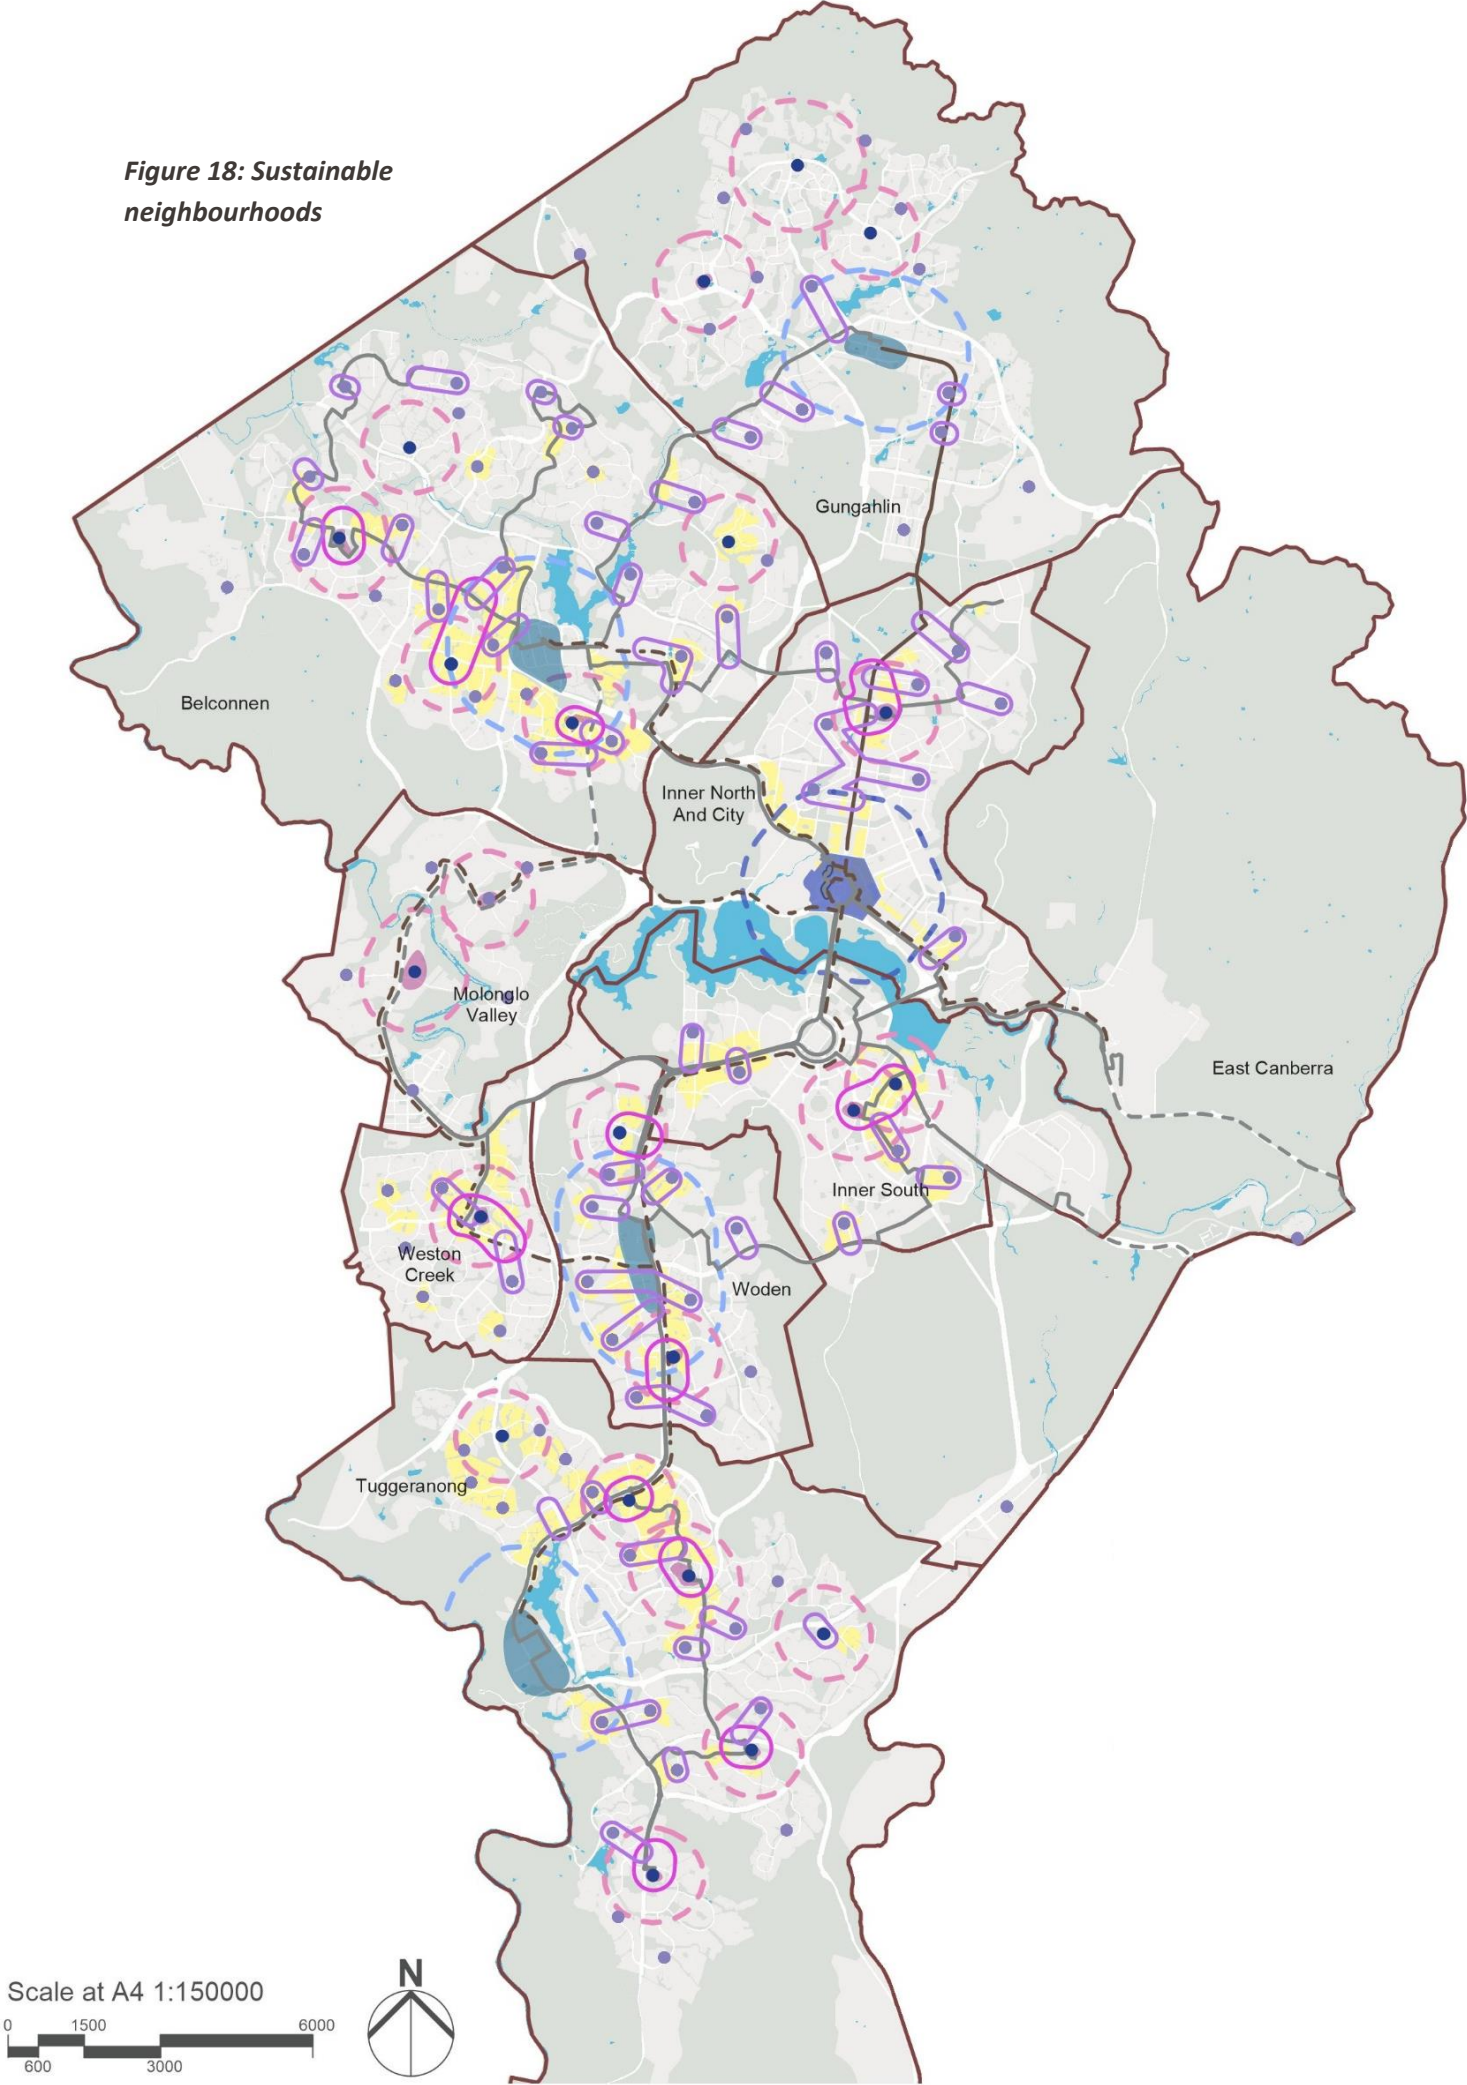 Figure 18: Sustainable
neighbourhoods
Gungahlin
Belconnen
Inner North
And City
Molonglo
Valley
East Canberra
Inner South
Weston
Creek
Woden
Tuggeranong
N
Scale at A4 1:150000
0 1500 6000
600 3000